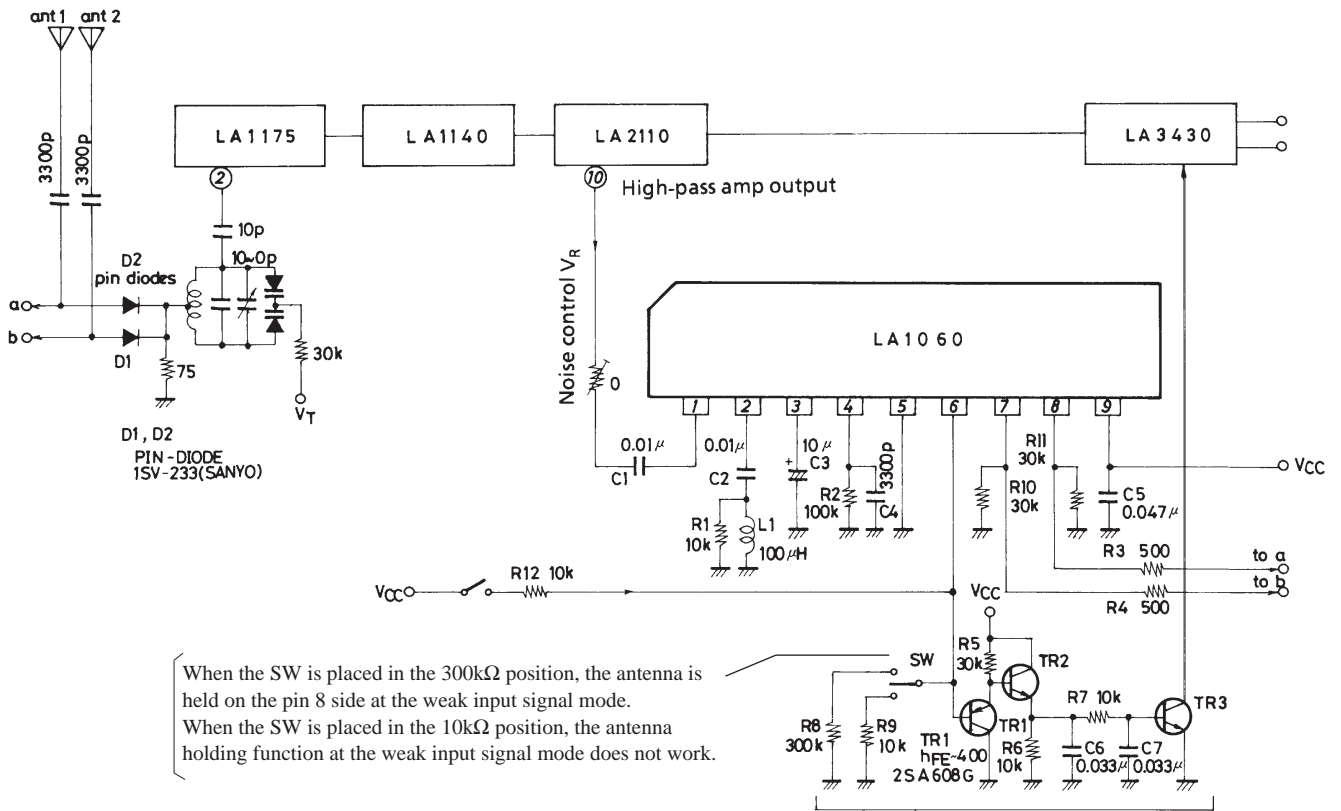 ant 1 ant 2
3300p
3300p
LA1175
LA1140
LA2110
LA3430
2
10
High-pass amp output
10p
10~0p
D2
pin diodes
a
b
D1
75
30k
VT
D1, D2
PIN-DIODE
1SV-233(SANYO)
Noise control VR
0
LA1060
1 2 3 4 5 6 7 8 9
0.01μ
C1
0.01μ
C2
R1
10k
L1
100μH
10μ
+
C3
R2
100k
3300p
C4
R10
30k
R11
30k
C5
0.047μ
VCC
R3 500
to a
to b
R4 500
VCC
R12 10k
VCC
R5
30k
TR2
SW
TR1
R8
300k
R9
10k
TR1
hFE~400
2SA608G
R6
10k
R7 10k
C6
0.033μ
C7
0.033μ
TR3
When the SW is placed in the 300kΩ position, the antenna is
held on the pin 8 side at the weak input signal mode.
When the SW is placed in the 10kΩ position, the antenna
holding function at the weak input signal mode does not work.